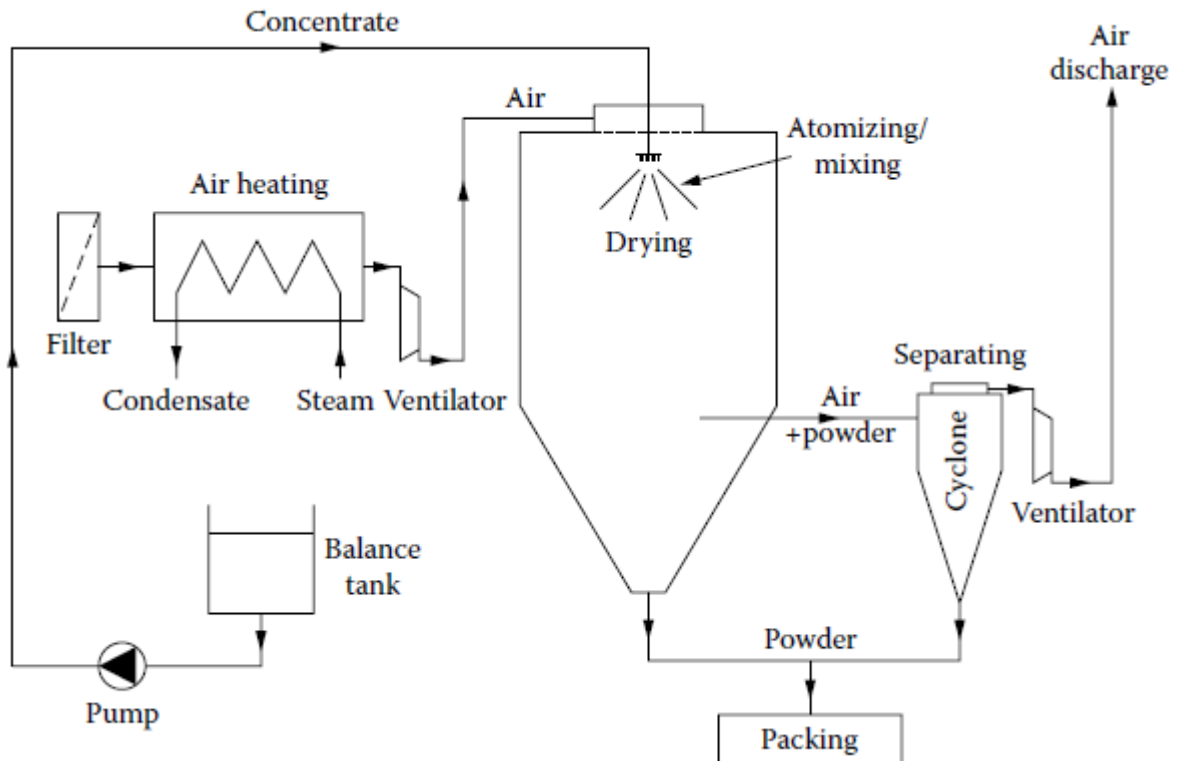 Concentrate
Air
discharge
Air
Atomizing/
mixing
Air heating
Drying
Filter
Condensate
Steam
Ventilator
Separating
Air
+powder
Cyclone
Ventilator
Balance
tank
Powder
Pump
Packing